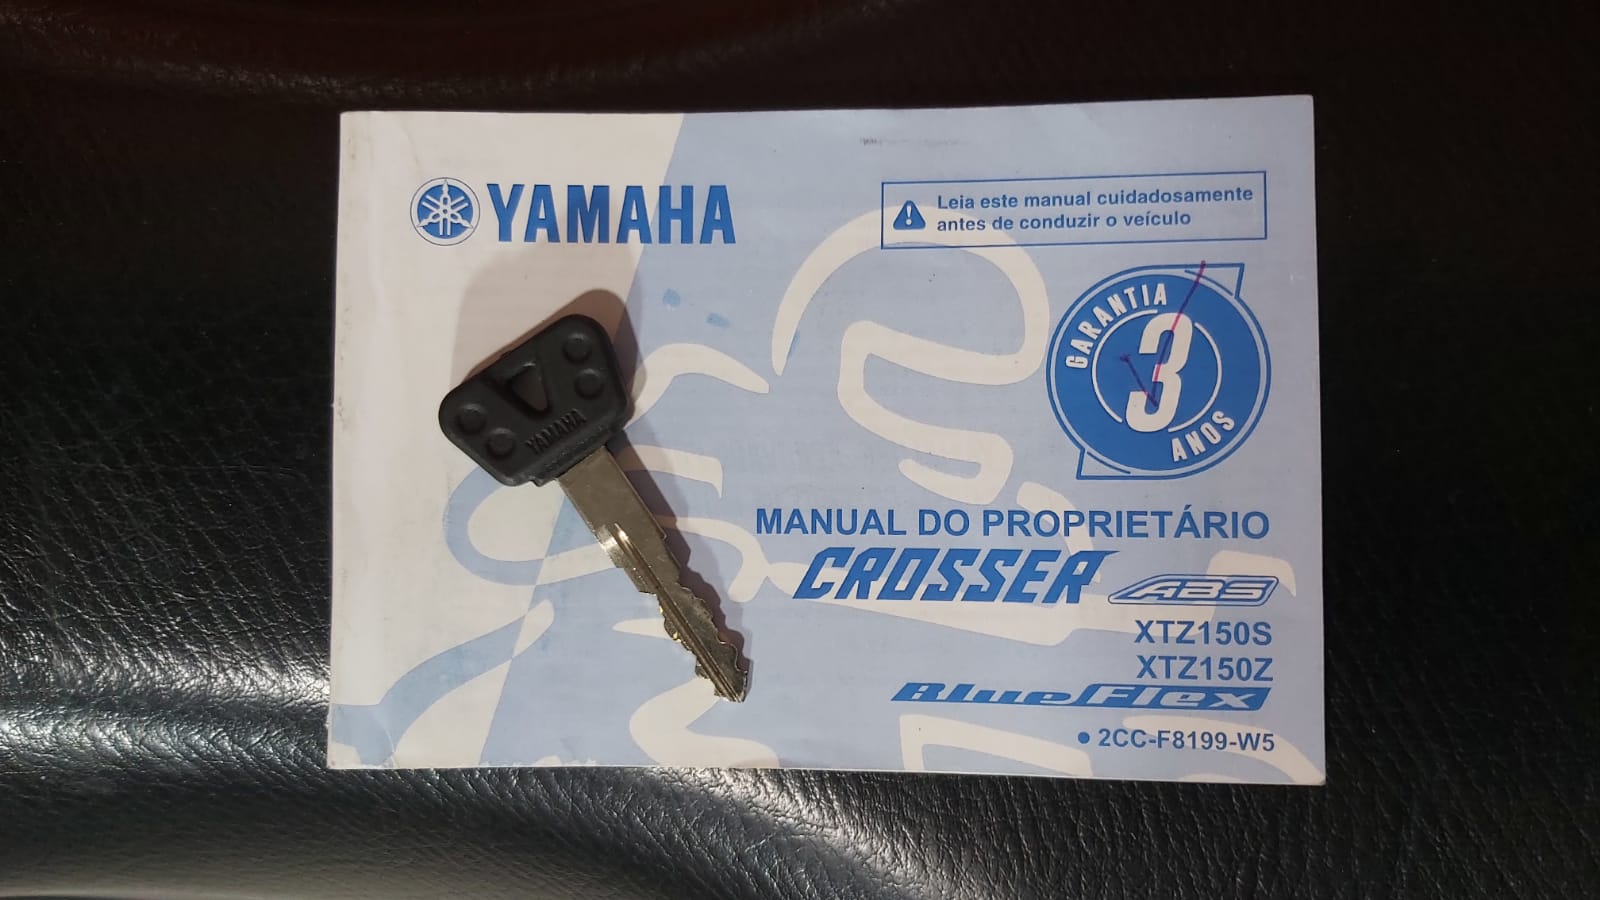 YAMAHA
Leia este manual cuidadosamente
antes de conduzir o veículo
GARANTIA
3
ANOS
YAMAHA
MANUAL DO PROPRIETÁRIO
CROSSER ABS
XTZ150S
XTZ150Z
BlueFlex
• 2CC-F8199-W5